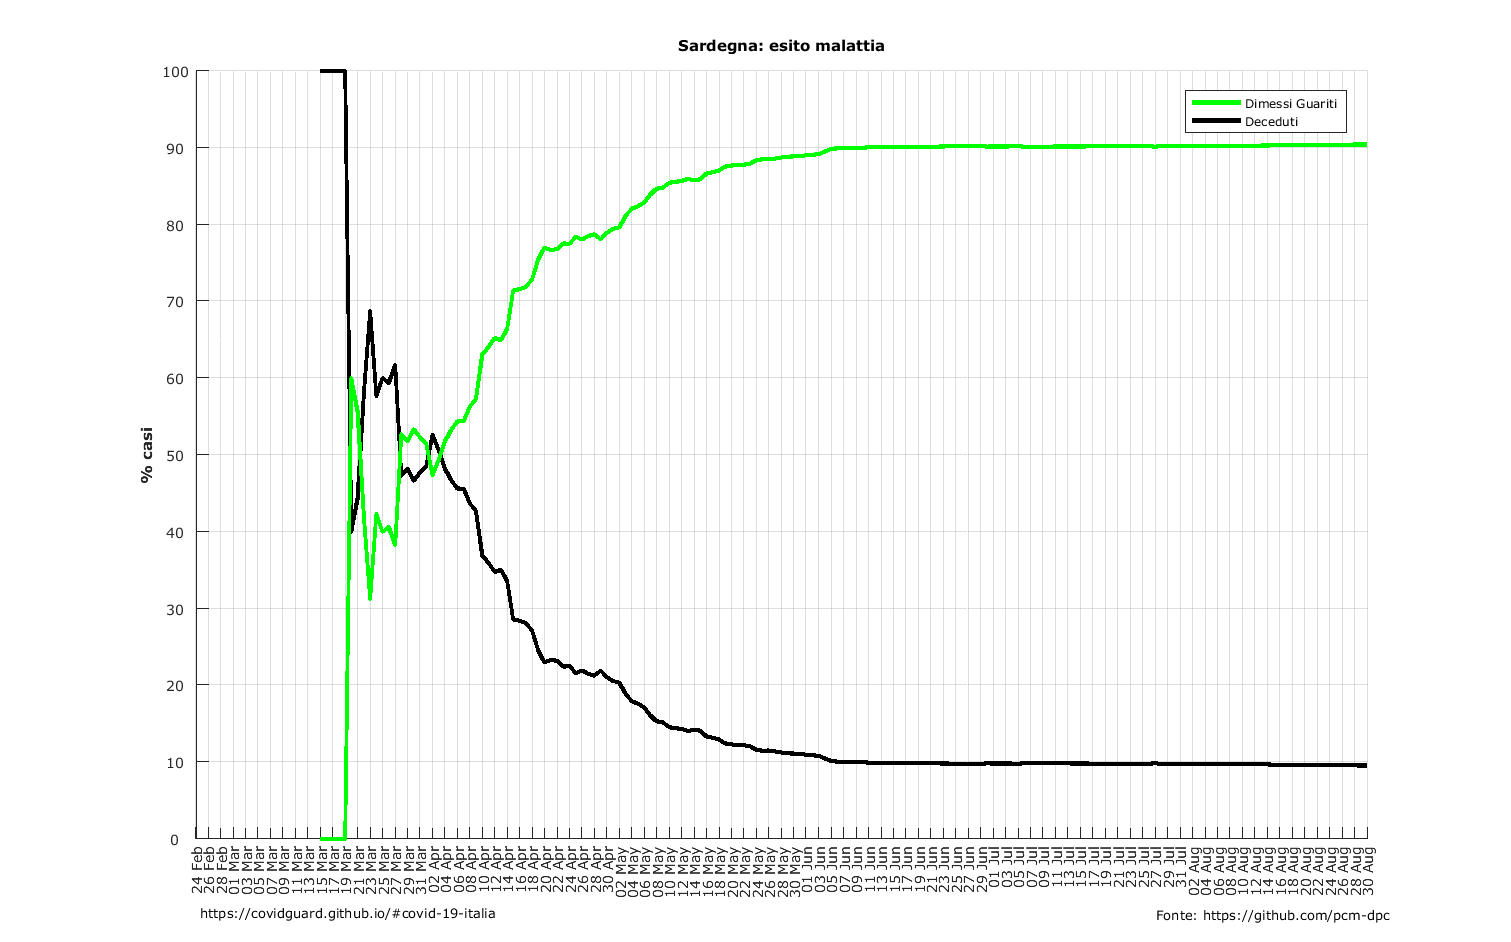 Sardegna: esito malattia
Dimessi Guariti
Deceduti
% casi
100
90
80
70
60
50
40
30
20
10
0
24 Feb
26 Feb
28 Feb
01 Mar
03 Mar
05 Mar
07 Mar
09 Mar
11 Mar
13 Mar
15 Mar
17 Mar
19 Mar
21 Mar
23 Mar
25 Mar
27 Mar
29 Mar
31 Mar
02 Apr
04 Apr
06 Apr
08 Apr
10 Apr
12 Apr
14 Apr
16 Apr
18 Apr
20 Apr
22 Apr
24 Apr
26 Apr
28 Apr
30 Apr
02 May
04 May
06 May
08 May
10 May
12 May
14 May
16 May
18 May
20 May
22 May
24 May
26 May
28 May
30 May
01 Jun
03 Jun
05 Jun
07 Jun
09 Jun
11 Jun
13 Jun
15 Jun
17 Jun
19 Jun
21 Jun
23 Jun
25 Jun
27 Jun
29 Jun
01 Jul
03 Jul
05 Jul
07 Jul
09 Jul
11 Jul
13 Jul
15 Jul
17 Jul
19 Jul
21 Jul
23 Jul
25 Jul
27 Jul
29 Jul
31 Jul
02 Aug
04 Aug
06 Aug
08 Aug
10 Aug
12 Aug
14 Aug
16 Aug
18 Aug
20 Aug
22 Aug
24 Aug
26 Aug
28 Aug
30 Aug
https://covidguard.github.io/#covid-19-italia
Fonte: https://github.com/pcm-dpc